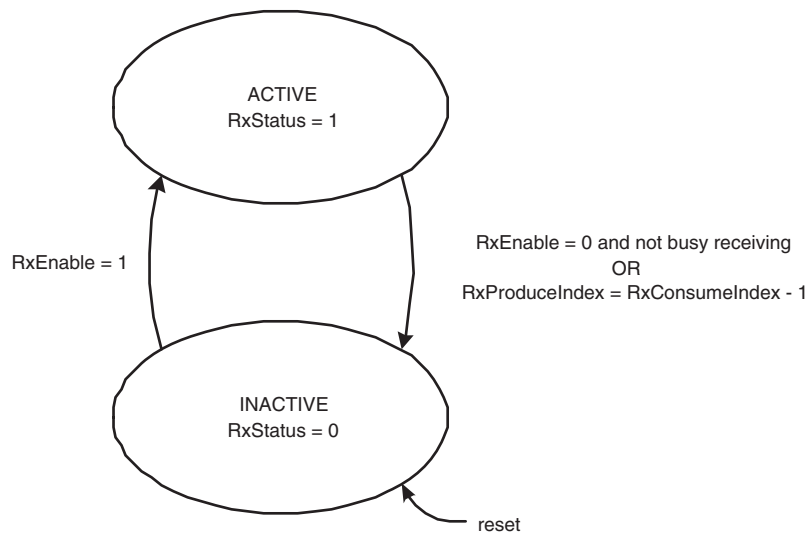 ACTIVE
RxStatus = 1
RxEnable = 1
RxEnable = 0 and not busy receiving
OR
RxProduceIndex = RxConsumeIndex - 1
INACTIVE
RxStatus = 0
reset